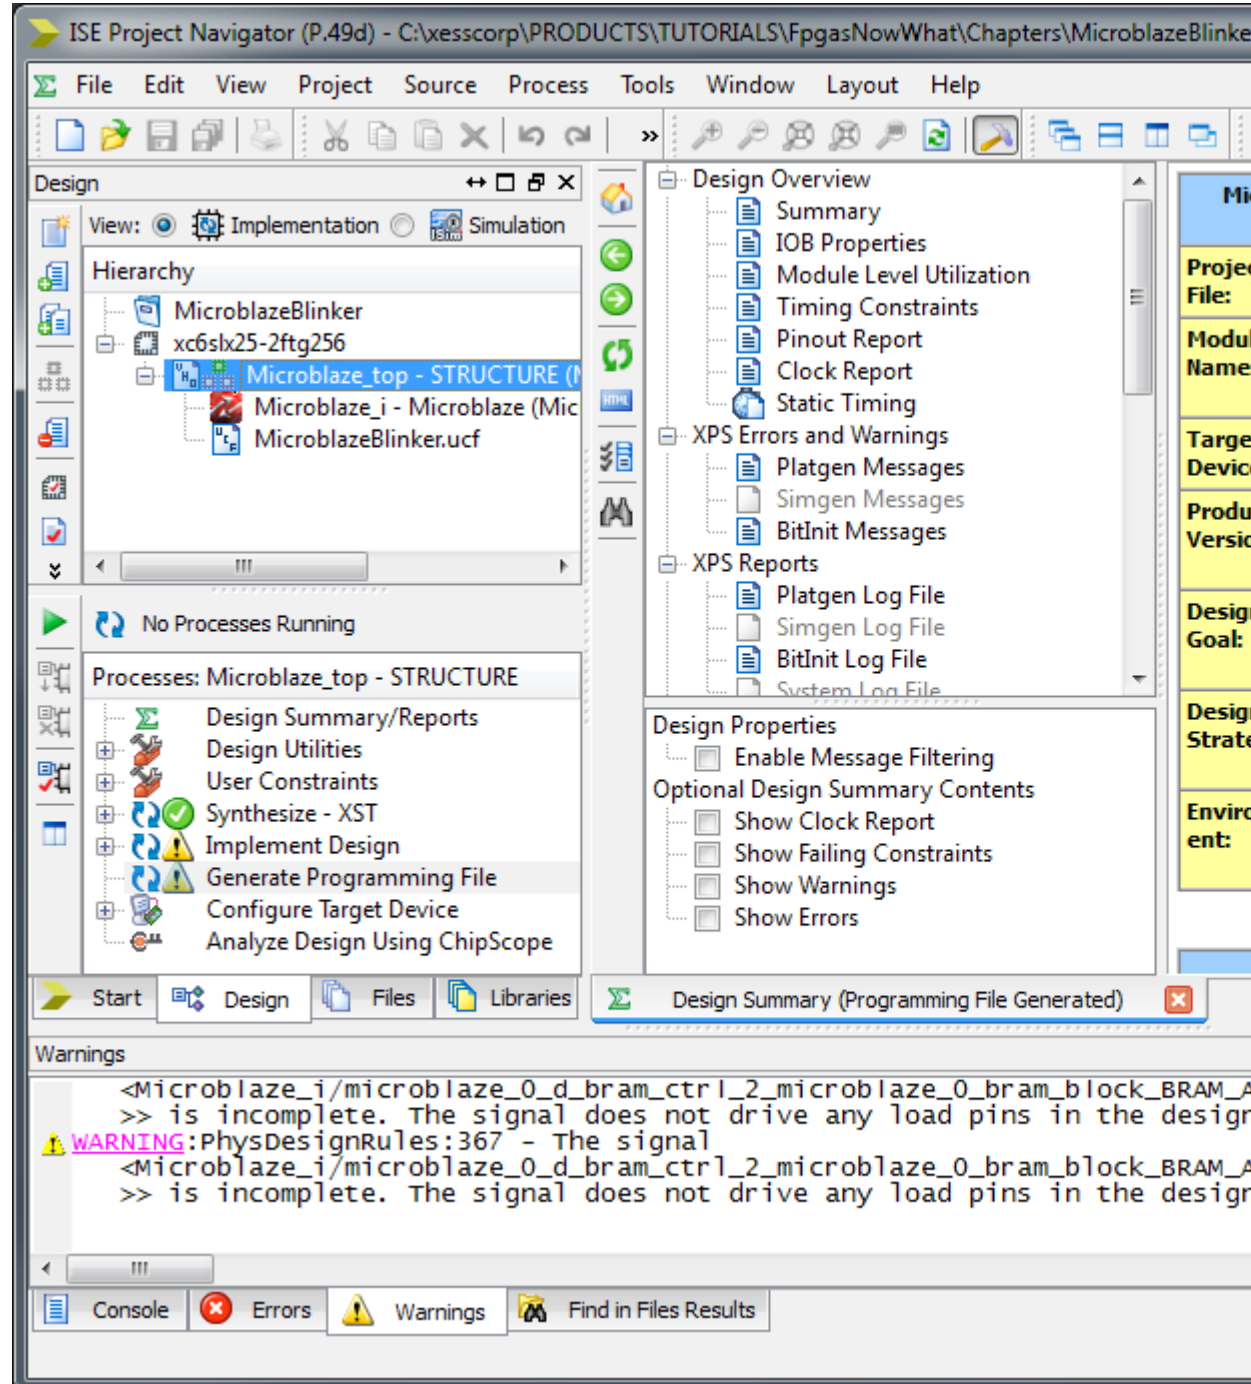 ISE Project Navigator (P.49d) - C:\xesscorp\PRODUCTS\TUTORIALS\FpgasNowWhat\Chapters\MicroblazeBlinke
File Edit View Project Source Process Tools Window Layout Help
Design
View: Implementation Simulation
Hierarchy
MicroblazeBlinker
xc6slx25-2ftg256
Microblaze_top - STRUCTURE (
Microblaze_i - Microblaze (Mic
MicroblazeBlinker.ucf
No Processes Running
Processes: Microblaze_top - STRUCTURE
Design Summary/Reports
Design Utilities
User Constraints
Synthesize - XST
Implement Design
Generate Programming File
Configure Target Device
Analyze Design Using ChipScope
Start Design Files Libraries
Design Overview
Summary
IOB Properties
Module Level Utilization
Timing Constraints
Pinout Report
Clock Report
Static Timing
XPS Errors and Warnings
Platgen Messages
Simgen Messages
BitInit Messages
XPS Reports
Platgen Log File
Simgen Log File
BitInit Log File
System Log File
Design Properties
Enable Message Filtering
Optional Design Summary Contents
Show Clock Report
Show Failing Constraints
Show Warnings
Show Errors
Design Summary (Programming File Generated)
Mic
Projec
File:
Modul
Name
Targe
Devic
Produ
Versio
Design
Goal:
Design
Strate
Enviro
ent:
Warnings
<Microblaze_i/microblaze_0_d_bram_ctrl_2_microblaze_0_bram_block_BRAM_A
>> is incomplete. The signal does not drive any load pins in the design
WARNING:PhysDesignRules:367 - The signal
<Microblaze_i/microblaze_0_d_bram_ctrl_2_microblaze_0_bram_block_BRAM_A
>> is incomplete. The signal does not drive any load pins in the design
Console Errors Warnings Find in Files Results